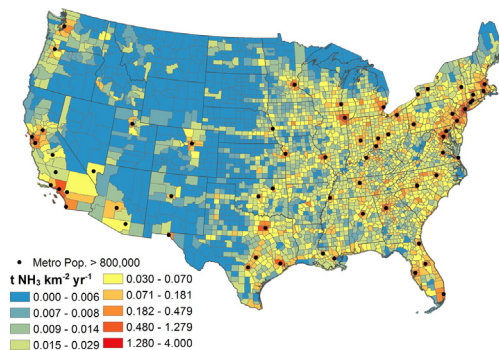 • Metro Pop. > 800,000
t NH₃ km⁻² yr⁻¹
0.000 - 0.006
0.007 - 0.008
0.009 - 0.014
0.015 - 0.029
0.030 - 0.070
0.071 - 0.181
0.182 - 0.479
0.480 - 1.279
1.280 - 4.000